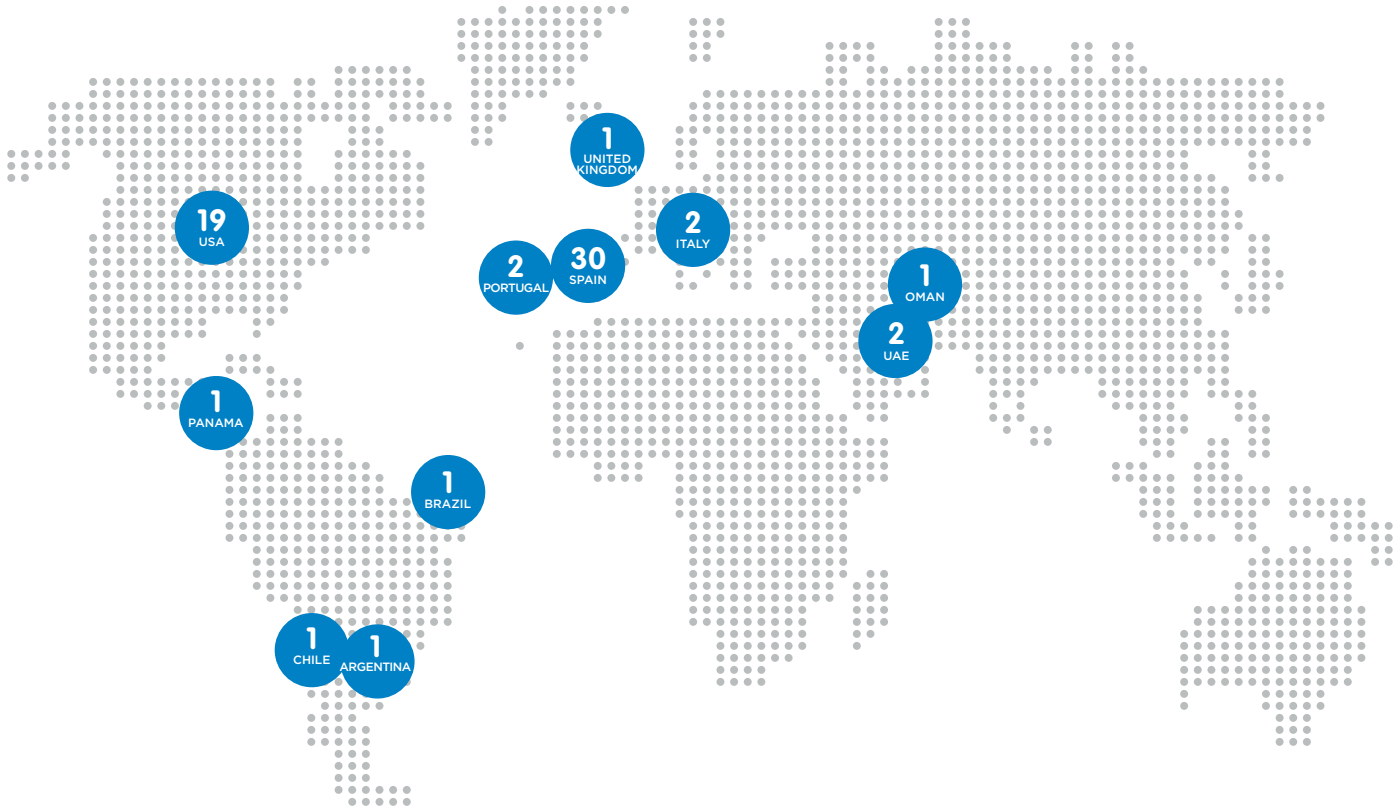 1
UNITED
KINGDOM
19
USA
2
ITALY
30
SPAIN
2
PORTUGAL
1
OMAN
2
UAE
1
PANAMA
1
BRAZIL
1
CHILE
1
ARGENTINA